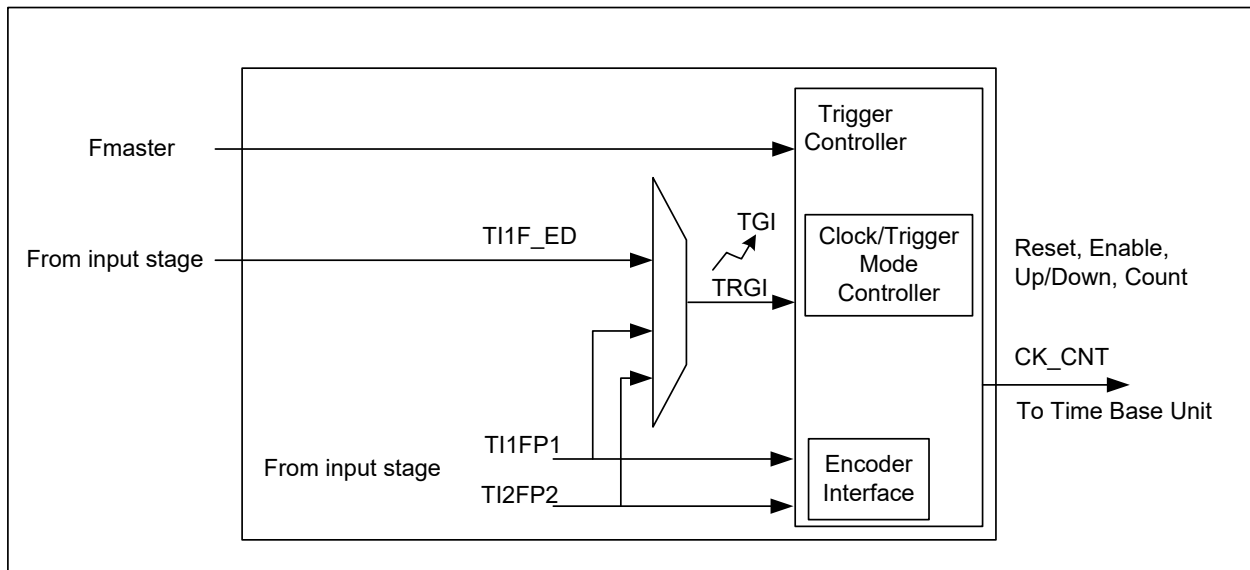 Trigger
Controller
Fmaster
TGI
TI1F_ED
Clock/Trigger
Mode
Controller
Reset, Enable,
Up/Down, Count
From input stage
TRGI
CK_CNT
To Time Base Unit
TI1FP1
From input stage
TI2FP2
Encoder
Interface